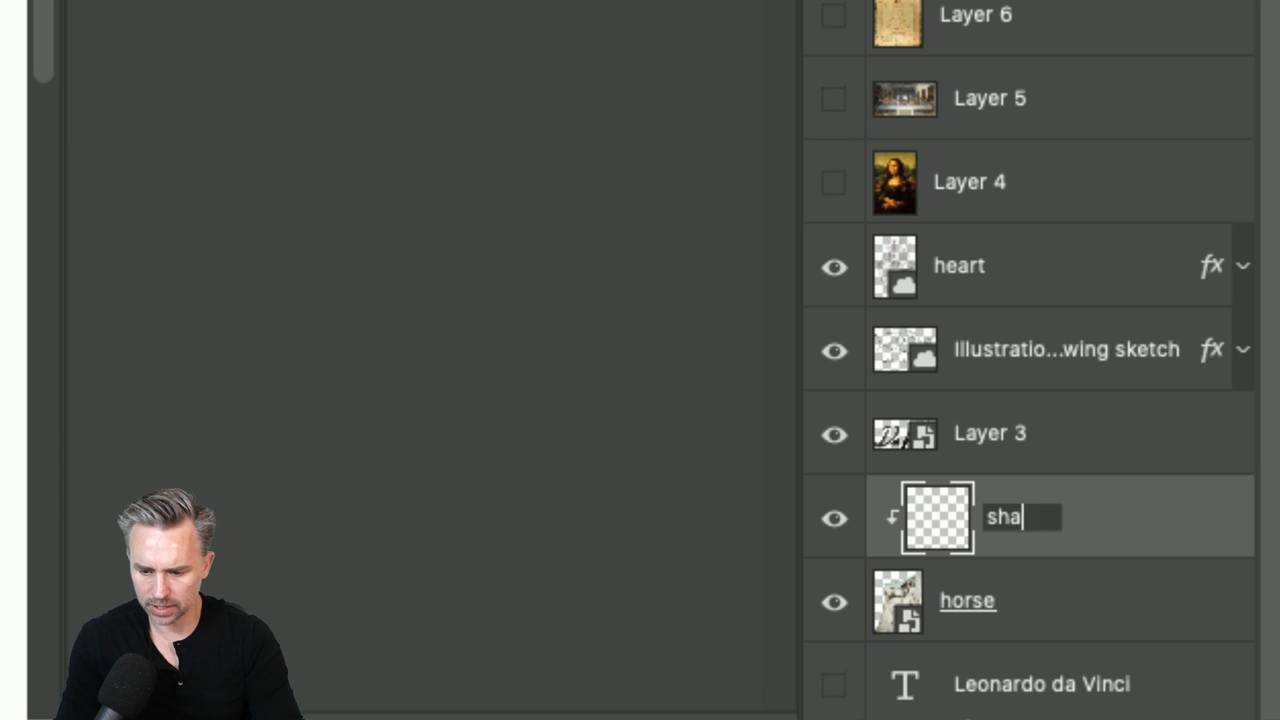 Layer 6
Layer 5
Layer 4
heart fx
Illustratio...wing sketch fx
Layer 3
sha
horse
T Leonardo da Vinci